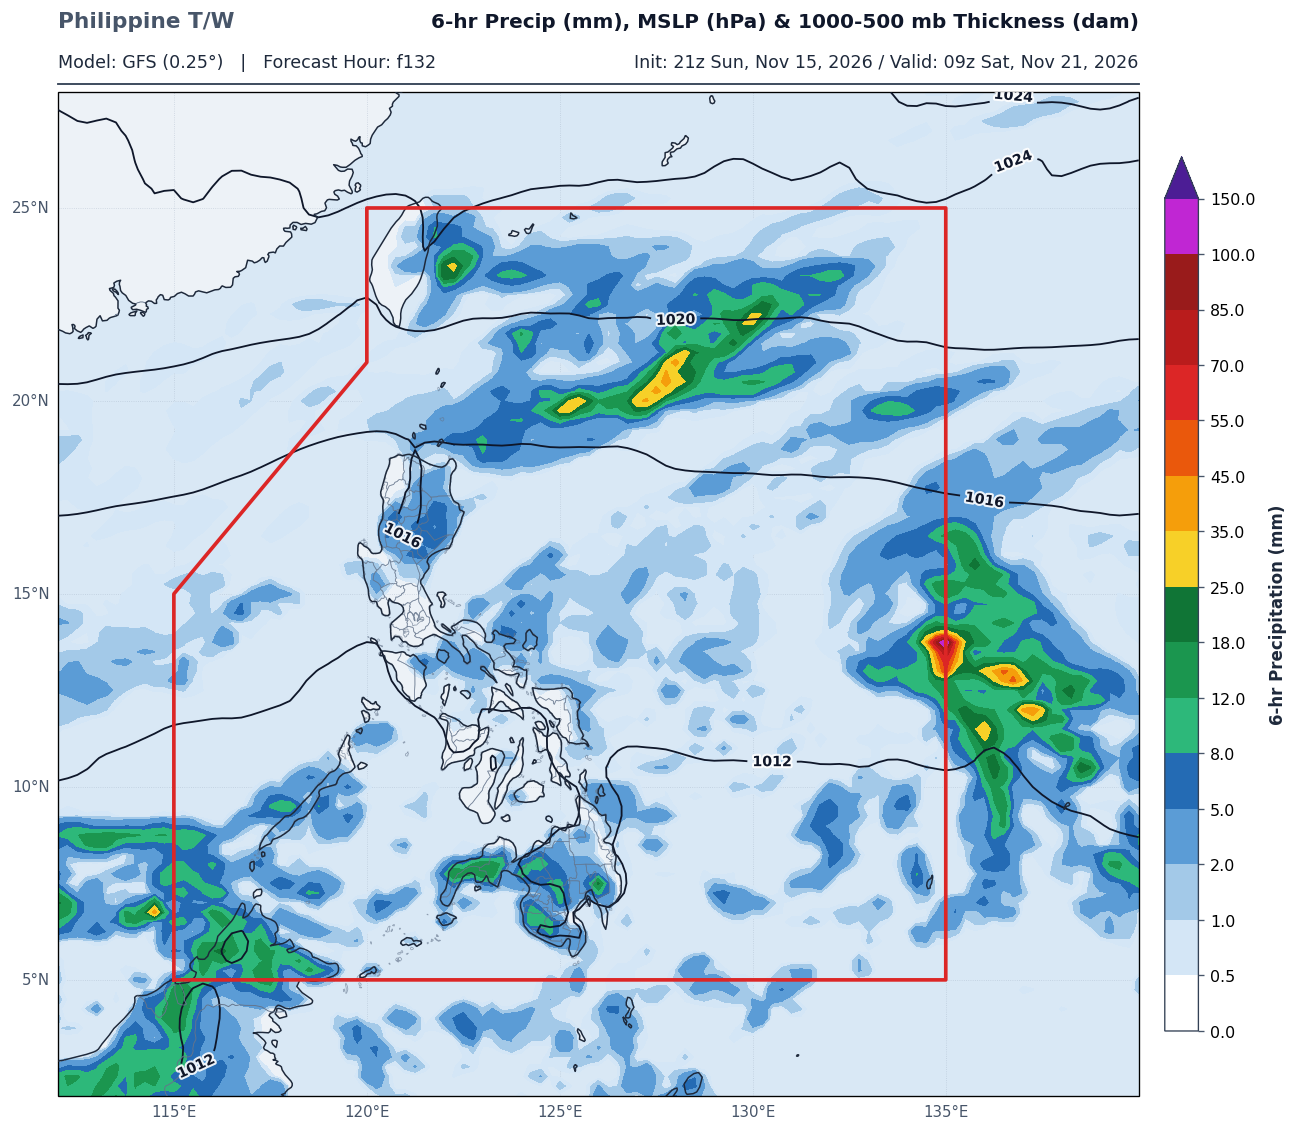 Philippine T/W
6-hr Precip (mm), MSLP (hPa) & 1000-500 mb Thickness (dam)
Model: GFS (0.25°) | Forecast Hour: f132
Init: 21z Sun, Nov 15, 2026 / Valid: 09z Sat, Nov 21, 2026
1024
1024
1020
1016
1016
1012
1012
25°N
20°N
15°N
10°N
5°N
115°E
120°E
125°E
130°E
135°E
150.0
100.0
85.0
70.0
55.0
45.0
35.0
25.0
18.0
12.0
8.0
5.0
2.0
1.0
0.5
0.0
6-hr Precipitation (mm)